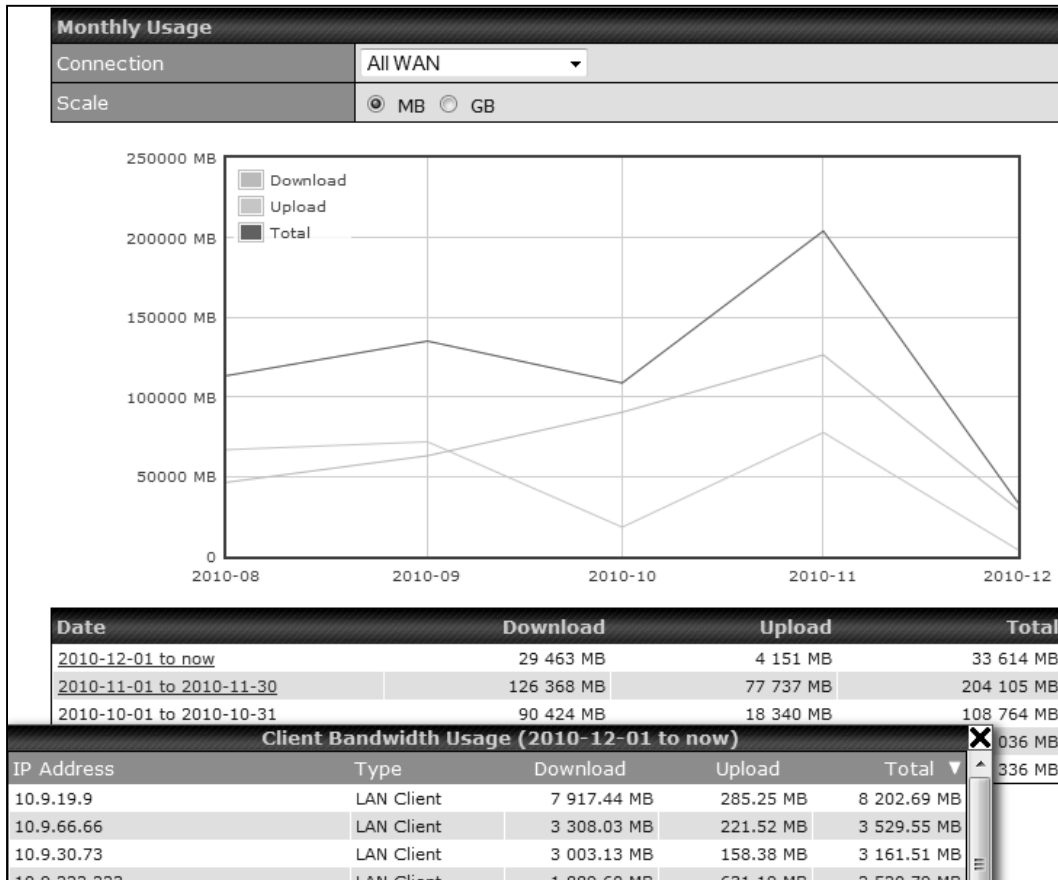 Monthly Usage
Connection All WAN
Scale MB GB
250000 MB
Download
Upload
200000 MB Total
150000 MB
100000 MB
50000 MB
0
2010-08 2010-09 2010-10 2010-11 2010-12
Date Download Upload Total
2010-12-01 to now 29 463 MB 4 151 MB 33 614 MB
2010-11-01 to 2010-11-30 126 368 MB 77 737 MB 204 105 MB
2010-10-01 to 2010-10-31 90 424 MB 18 340 MB 108 764 MB
Client Bandwidth Usage (2010-12-01 to now) 036 MB
IP Address Type Download Upload Total 336 MB
10.9.19.9 LAN Client 7 917.44 MB 285.25 MB 8 202.69 MB
10.9.66.66 LAN Client 3 308.03 MB 221.52 MB 3 529.55 MB
10.9.30.73 LAN Client 3 003.13 MB 158.38 MB 3 161.51 MB
LAN Client